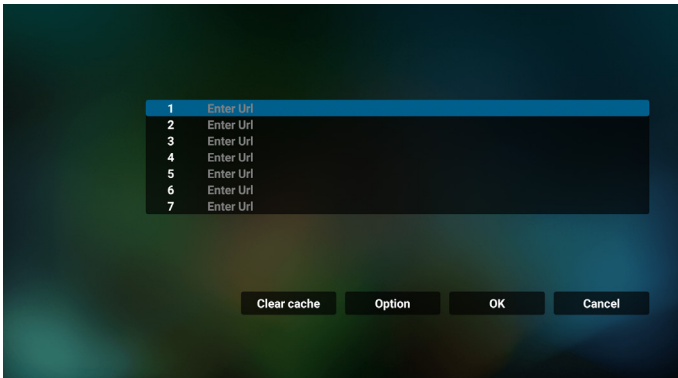 1 Enter Url
2 Enter Url
3 Enter Url
4 Enter Url
5 Enter Url
6 Enter Url
7 Enter Url
Clear cache Option OK Cancel